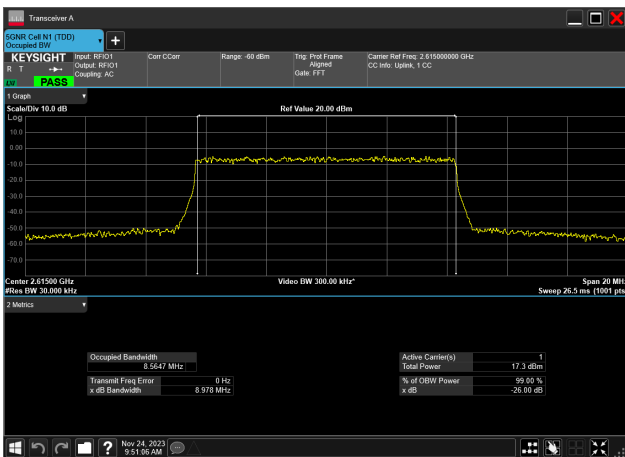 Transceiver A
5GNR Cell N1 (TDD)
Occupied BW
KEYSIGHT
R T
LV
PASS
Input: RFIO1
Output: RFIO1
Coupling: AC
Corr CCorr
Range: -60 dBm
Trig: Prot Frame
Aligned
Gate: FFT
Carrier Ref Freq: 2.615000000 GHz
CC Info: Uplink, 1 CC
1 Graph
Scale/Div 10.0 dB
Ref Value 20.00 dBm
Log
10.0
0.00
-10.0
-20.0
-30.0
-40.0
-50.0
-60.0
-70.0
Center 2.61500 GHz
Video BW 300.00 kHz*
Span 20 MHz
#Res BW 30.000 kHz
Sweep 26.5 ms (1001 pts
2 Metrics
Occupied Bandwidth
8.5647 MHz
Active Carrier(s) 1
Total Power 17.3 dBm
Transmit Freq Error 0 Hz
x dB Bandwidth 8.978 MHz
% of OBW Power 99.00 %
x dB -26.00 dB
Nov 24, 2023
9:51:06 AM